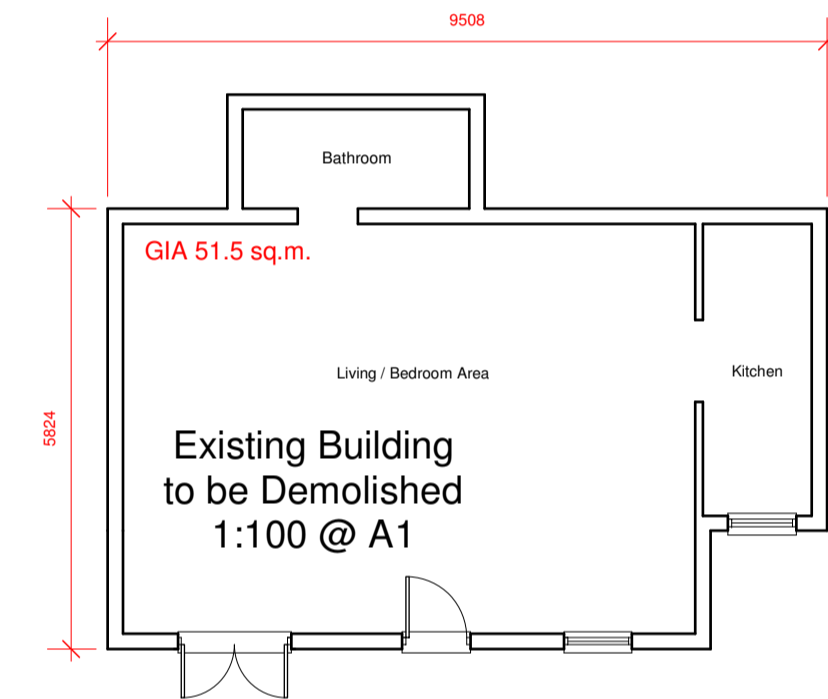 9508
Bathroom
GIA 51.5 sq.m.
Living / Bedroom Area
Kitchen
5824
Existing Building
to be Demolished
1:100 @ A1